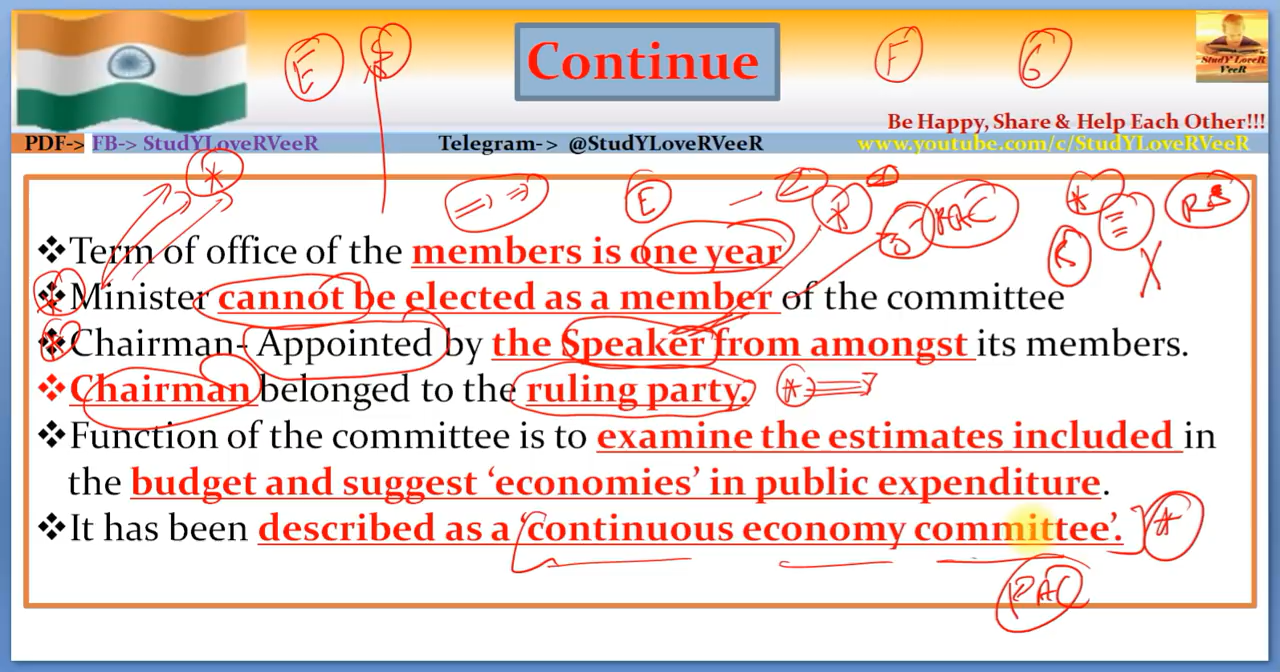 E $ Continue F 6
StudY LoveR
VeeR
Be Happy, Share & Help Each Other!!!
PDF-> FB-> StudYLoveRVeeR Telegram-> @StudYLoveRVeeR www.youtube.com/c/StudYLoveRVeeR
E PAC RS
❖Term of office of the members is one year
❖Minister cannot be elected as a member of the committee
❖Chairman- Appointed by the Speaker from amongst its members.
❖Chairman belonged to the ruling party.
❖Function of the committee is to examine the estimates included in
the budget and suggest ‘economies’ in public expenditure.
❖It has been described as a ‘continuous economy committee’.
PAC